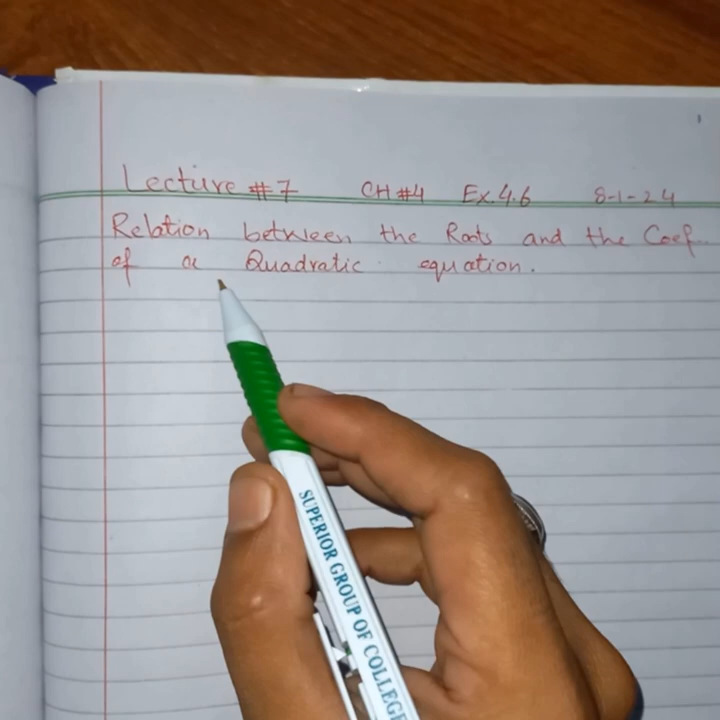 Lecture #7 CH #4 Ex.4.6 8-1-24
Relation between the Roots and the Coef..
of a Quadratic equation.
SUPERIOR GROUP OF COLLEGE